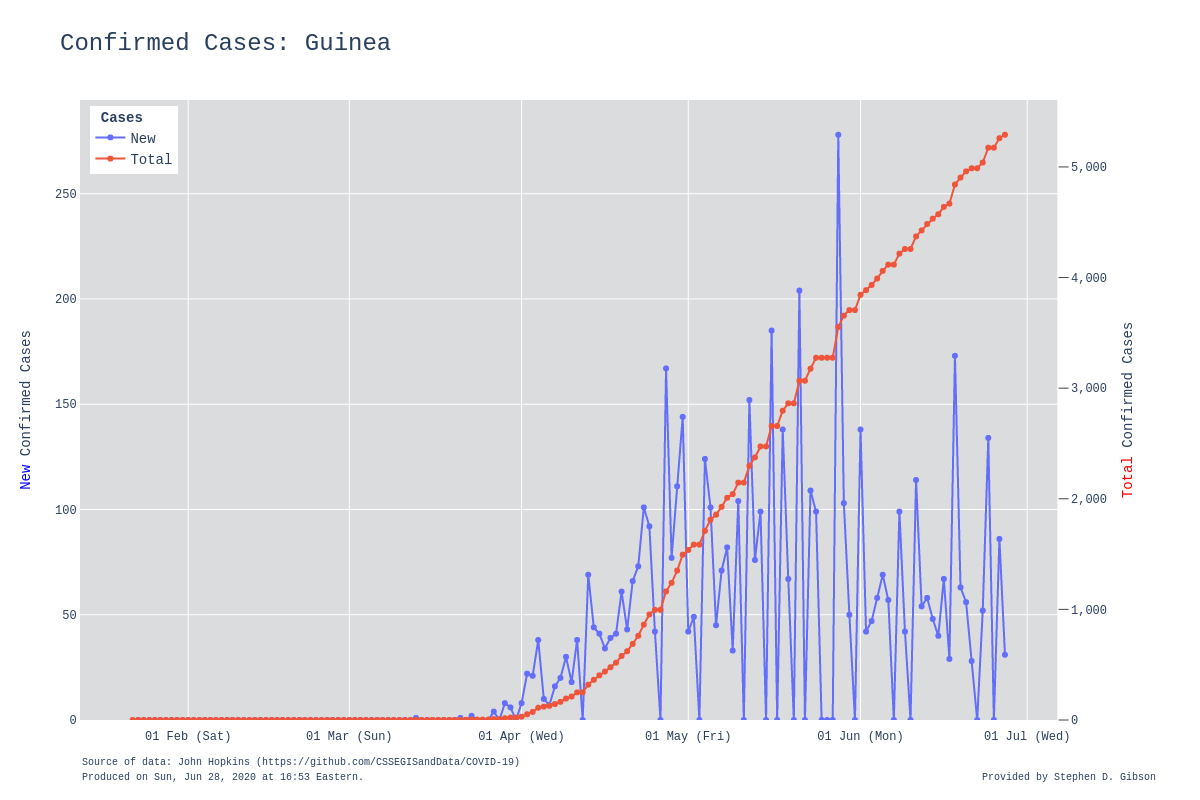 Confirmed Cases: Guinea
Cases
New
Total
250
200
150
100
50
0
5,000
4,000
3,000
2,000
1,000
0
New Confirmed Cases
Total Confirmed Cases
01 Feb (Sat)
01 Mar (Sun)
01 Apr (Wed)
01 May (Fri)
01 Jun (Mon)
01 Jul (Wed)
Source of data: John Hopkins (https://github.com/CSSEGISandData/COVID-19)
Produced on Sun, Jun 28, 2020 at 16:53 Eastern.
Provided by Stephen D. Gibson